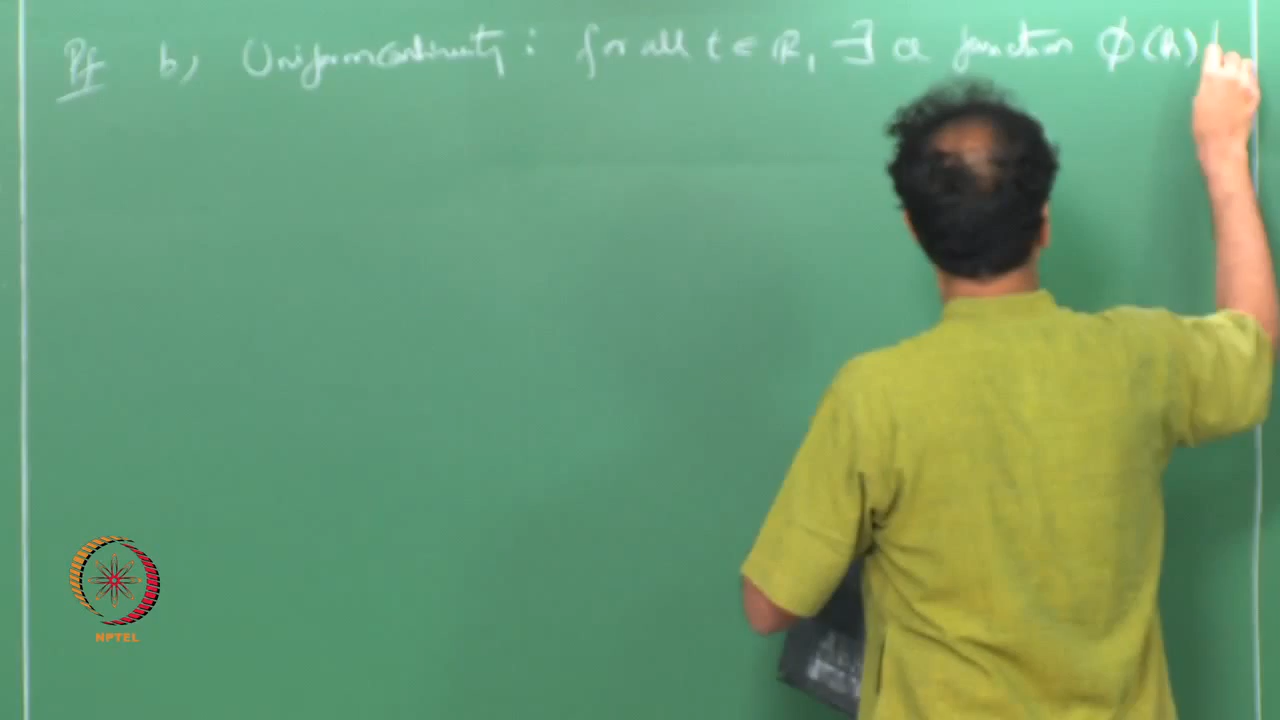 Pf b) Uniform continuity : for all t ∈ R, ∃ a function φ(h)
NPTEL